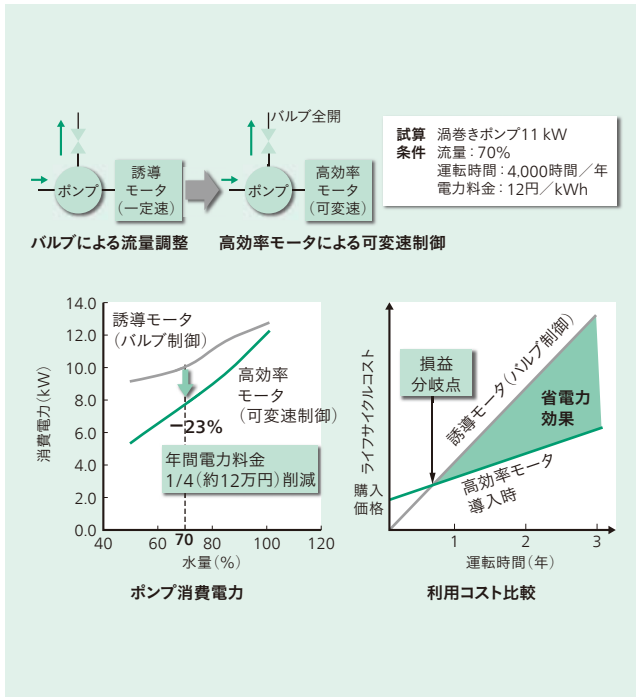 バルブ全開
ポンプ
誘導
モータ
(一定速)
ポンプ
高効率
モータ
(可変速)
試算 渦巻きポンプ11 kW
条件 流量:70%
運転時間:4.000時間/年
電力料金:12円/kWh
バルブによる流量調整
高効率モータによる可変速制御
消費電力(kW)
14.0
12.0
10.0
8.0
6.0
4.0
2.0
0.0
誘導モータ
(バルブ制御)
高効率
モータ
(可変速制御)
−23%
年間電力料金
1/4(約12万円)削減
40
60
70
80
100
120
水量(%)
ポンプ消費電力
ライフサイクルコスト
購入
価格
損益
分岐点
誘導モータ(バルブ制御)
省電力
効果
高効率モータ
導入時
1
2
3
運転時間(年)
利用コスト比較